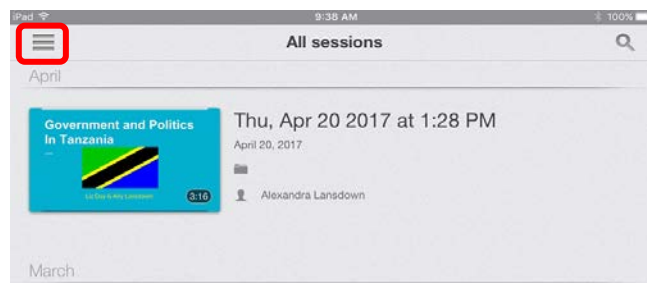 iPad 9:38 AM 100%
All sessions
April
Government and Politics
In Tanzania
3:16
Thu, Apr 20 2017 at 1:28 PM
April 20, 2017
Alexandra Lansdown
March